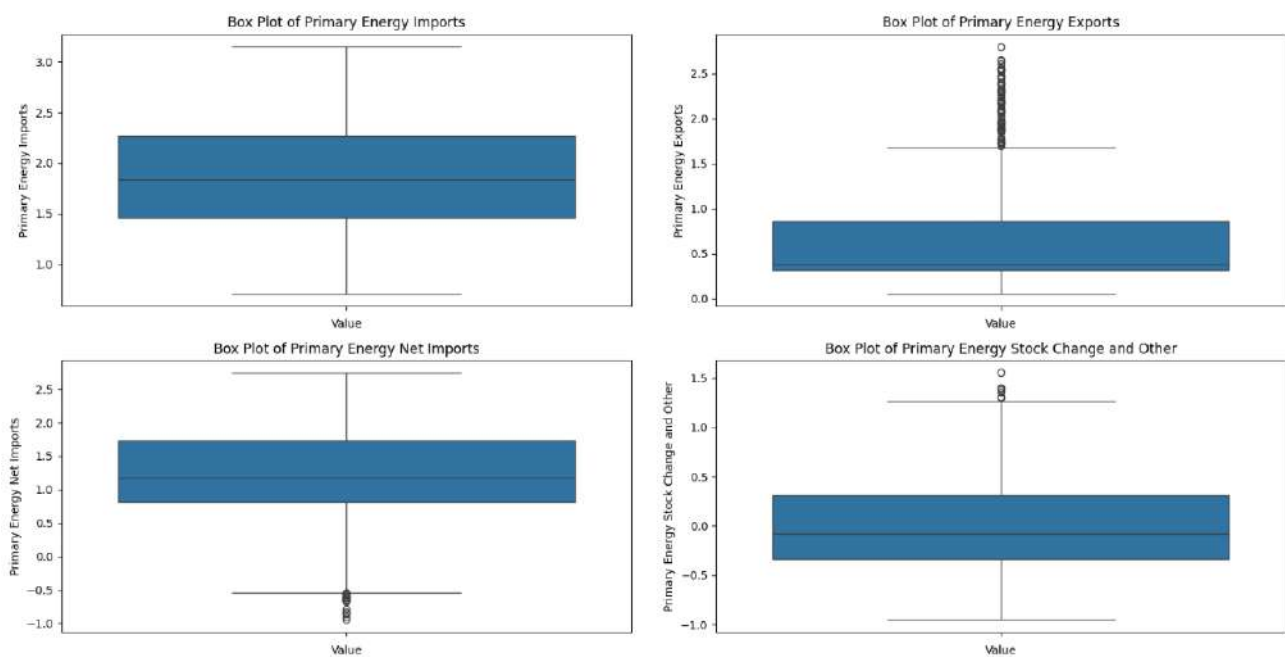 Box Plot of Primary Energy Imports
Primary Energy Imports
3.0
2.5
2.0
1.5
1.0
Value
Box Plot of Primary Energy Exports
Primary Energy Exports
2.5
2.0
1.5
1.0
0.5
0.0
Value
Box Plot of Primary Energy Net Imports
Primary Energy Net Imports
2.5
2.0
1.5
1.0
0.5
0.0
−0.5
−1.0
Value
Box Plot of Primary Energy Stock Change and Other
Primary Energy Stock Change and Other
1.5
1.0
0.5
0.0
−0.5
−1.0
Value